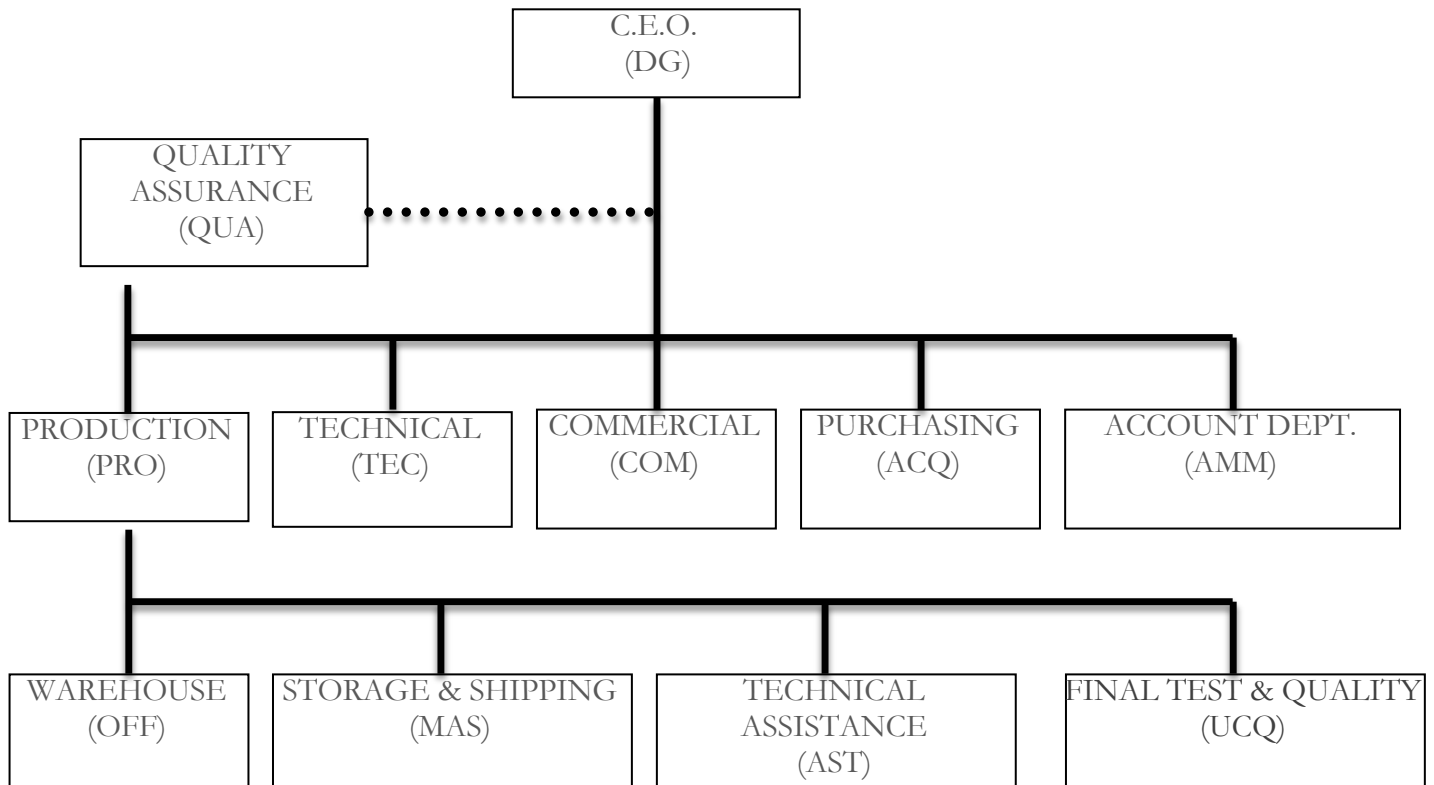 C.E.O.
(DG)
QUALITY
ASSURANCE
(QUA)
PRODUCTION
(PRO)
TECHNICAL
(TEC)
COMMERCIAL
(COM)
PURCHASING
(ACQ)
ACCOUNT DEPT.
(AMM)
WAREHOUSE
(OFF)
STORAGE & SHIPPING
(MAS)
TECHNICAL
ASSISTANCE
(AST)
FINAL TEST & QUALITY
(UCQ)